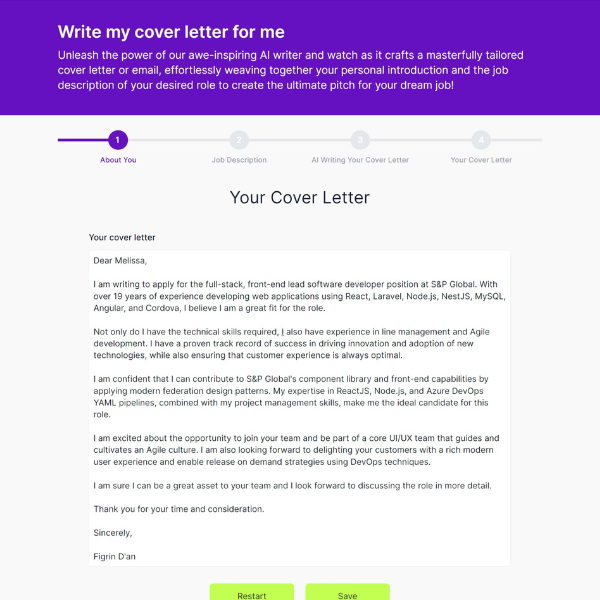 Write my cover letter for me
Unleash the power of our awe-inspiring AI writer and watch as it crafts a masterfully tailored
cover letter or email, effortlessly weaving together your personal introduction and the job
description of your desired role to create the ultimate pitch for your dream job!
1
2
3
4
About You
Job Description
AI Writing Your Cover Letter
Your Cover Letter
Your Cover Letter
Your cover letter
Dear Melissa,
I am writing to apply for the full-stack, front-end lead software developer position at S&P Global. With
over 19 years of experience developing web applications using React, Laravel, Node.js, NestJS, MySQL,
Angular, and Cordova, I believe I am a great fit for the role.
Not only do I have the technical skills required, I also have experience in line management and Agile
development. I have a proven track record of success in driving innovation and adoption of new
technologies, while also ensuring that customer experience is always optimal.
I am confident that I can contribute to S&P Global's component library and front-end capabilities by
applying modern federation design patterns. My expertise in ReactJS, Node.js, and Azure DevOps
YAML pipelines, combined with my project management skills, make me the ideal candidate for this
role.
I am excited about the opportunity to join your team and be part of a core UI/UX team that guides and
cultivates an Agile culture. I am also looking forward to delighting your customers with a rich modern
user experience and enable release on demand strategies using DevOps techniques.
I am sure I can be a great asset to your team and I look forward to discussing the role in more detail.
Thank you for your time and consideration.
Sincerely,
Figrin D'an
Restart
Save